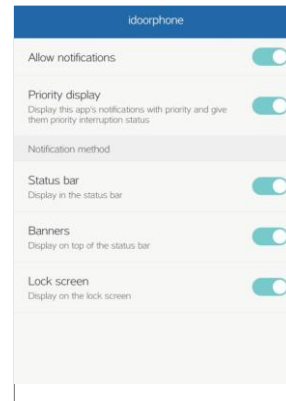 idoorphone
Allow notifications
Priority display
Display this app's notifications with priority and give
them priority interruption status
Notification method
Status bar
Display in the status bar
Banners
Display on top of the status bar
Lock screen
Display on the lock screen